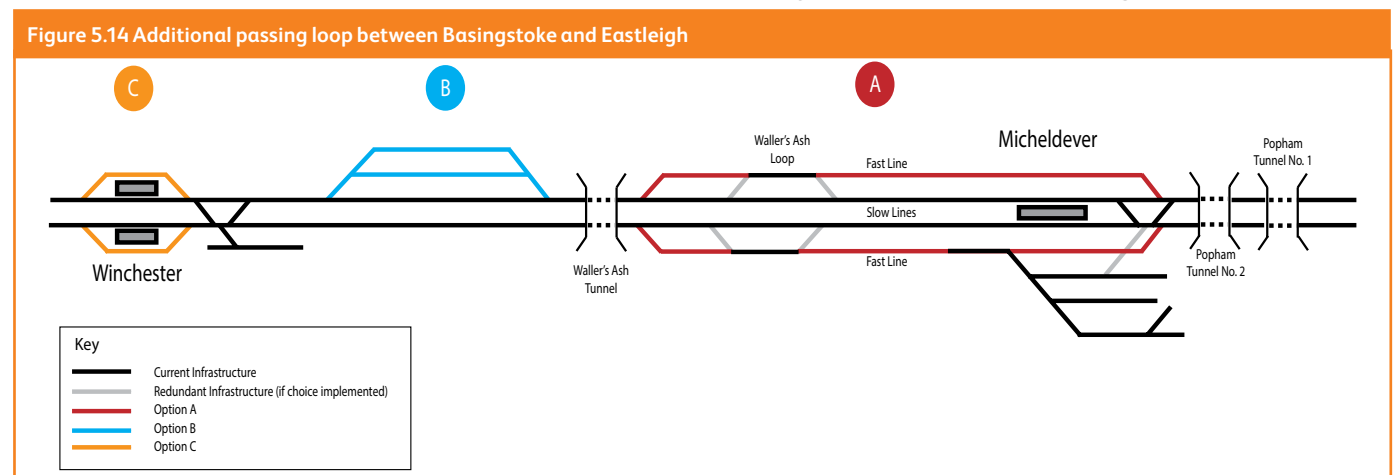 Figure 5.14 Additional passing loop between Basingstoke and Eastleigh
C
B
A
Micheldever
Waller's Ash
Loop
Fast Line
Popham
Tunnel No. 1
Slow Lines
Winchester
Waller's Ash
Tunnel
Fast Line
Popham
Tunnel No. 2
Key
Current Infrastructure
Redundant Infrastructure (if choice implemented)
Option A
Option B
Option C